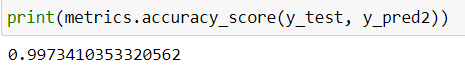 print(metrics.accuracy_score(y_test, y_pred2))
0.9973410353320562